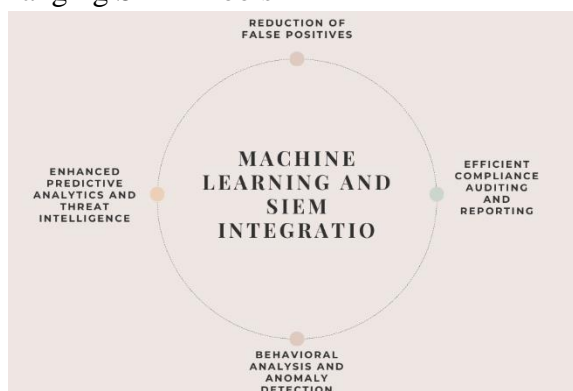 REDUCTION OF
FALSE POSITIVES
MACHINE
LEARNING AND
SIEM
INTEGRATIO
ENHANCED
PREDICTIVE
ANALYTICS AND
THREAT
INTELLIGENCE
EFFICIENT
COMPLIANCE
AUDITING
AND
REPORTING
BEHAVIORAL
ANALYSIS AND
ANOMALY
DETECTION